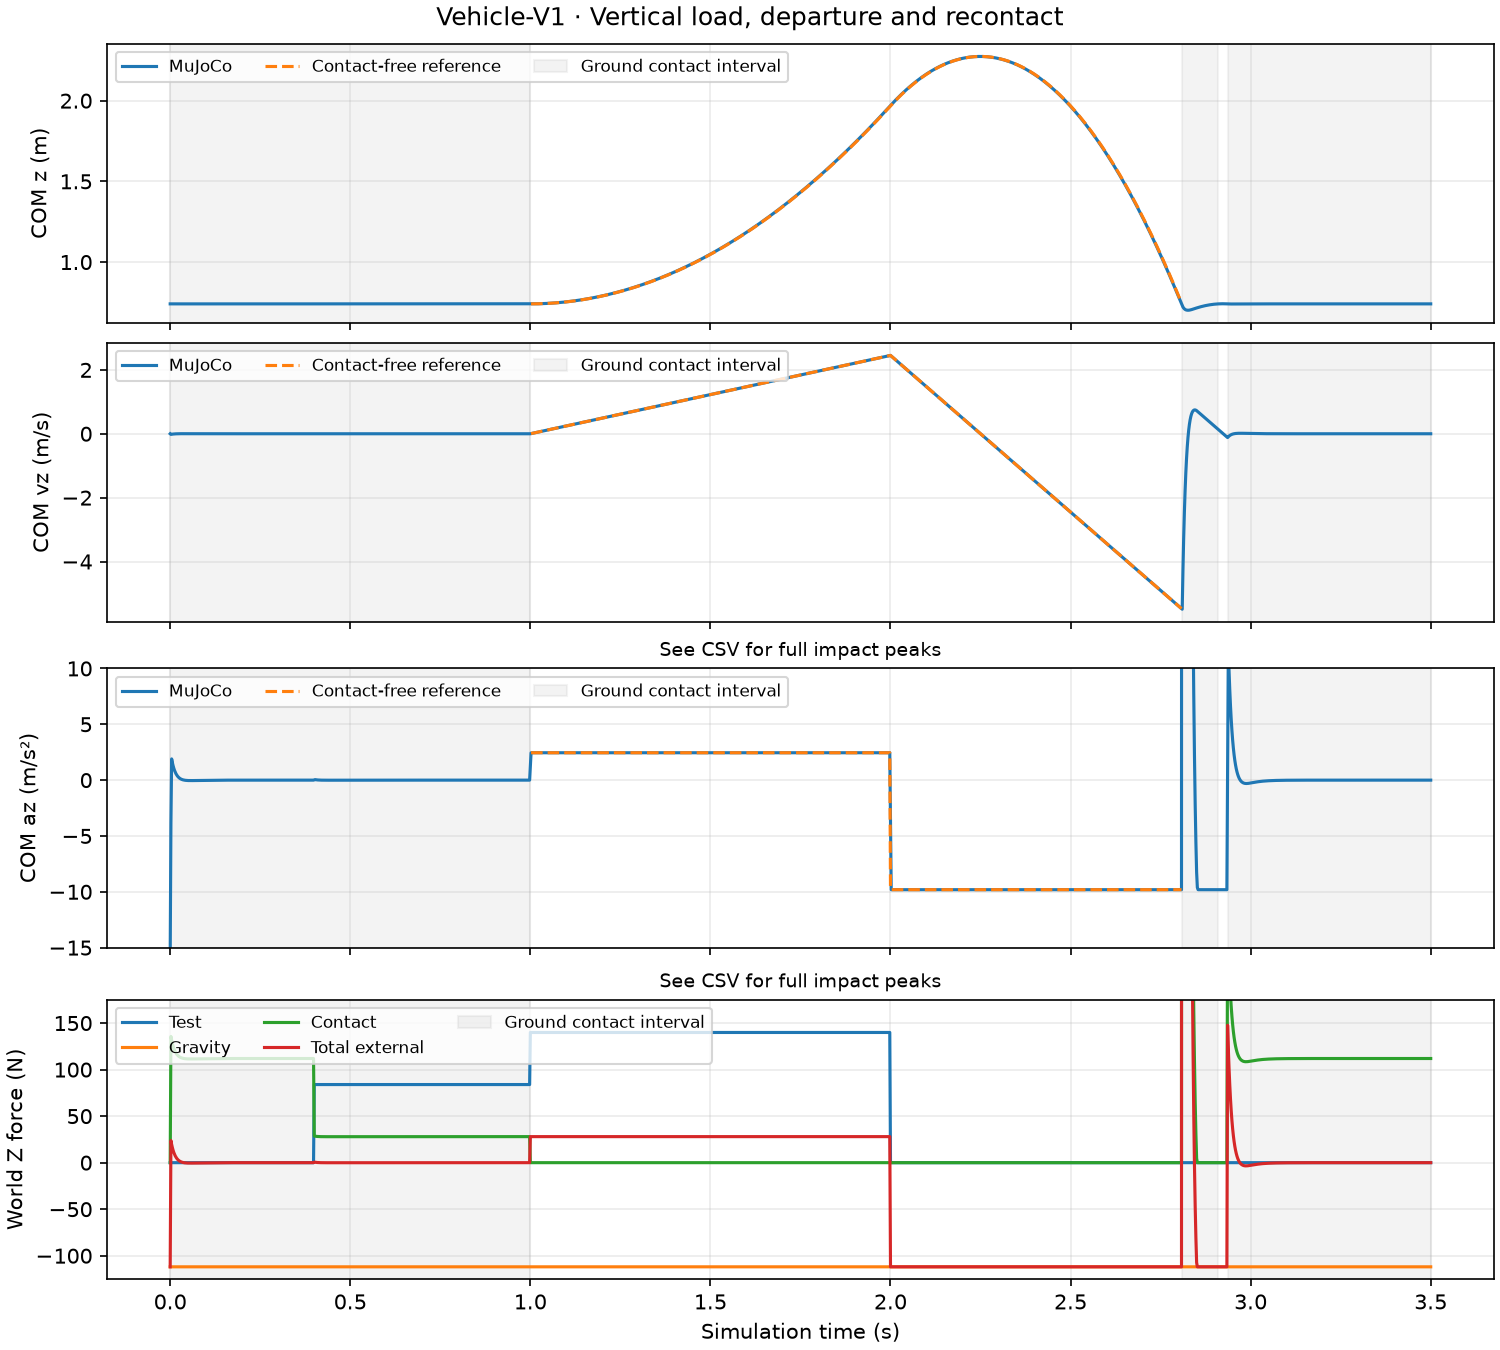 Vehicle-V1 · Vertical load, departure and recontact
MuJoCo Contact-free reference Ground contact interval
COM z (m)
2.0
1.5
1.0
MuJoCo Contact-free reference Ground contact interval
COM vz (m/s)
2
0
−2
−4
See CSV for full impact peaks
MuJoCo Contact-free reference Ground contact interval
COM az (m/s²)
10
5
0
−5
−10
−15
See CSV for full impact peaks
Test Contact Ground contact interval
Gravity Total external
World Z force (N)
150
100
50
0
−50
−100
0.0 0.5 1.0 1.5 2.0 2.5 3.0 3.5
Simulation time (s)